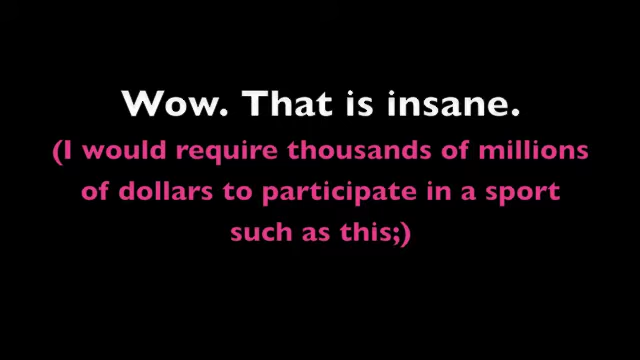 Wow. That is insane.
(I would require thousands of millions
of dollars to participate in a sport
such as this;)